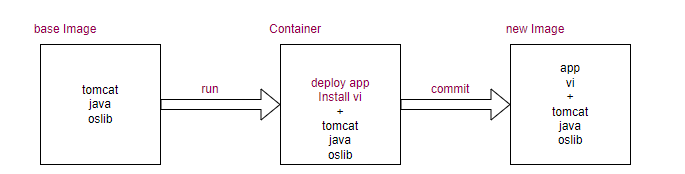 base Image
tomcat
java
oslib
run
Container
deploy app
Install vi
+
tomcat
java
oslib
commit
new Image
app
vi
+
tomcat
java
oslib